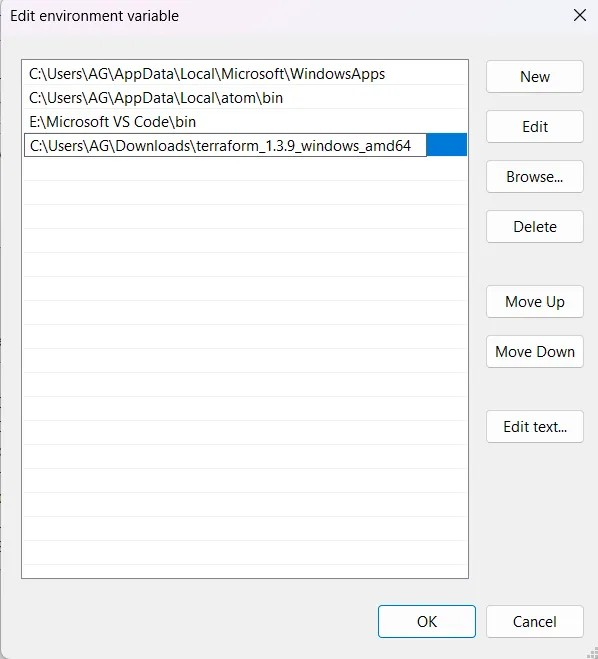 Edit environment variable
C:\Users\AG\AppData\Local\Microsoft\WindowsApps
C:\Users\AG\AppData\Local\atom\bin
E:\Microsoft VS Code\bin
C:\Users\AG\Downloads\terraform_1.3.9_windows_amd64
New
Edit
Browse...
Delete
Move Up
Move Down
Edit text...
OK
Cancel